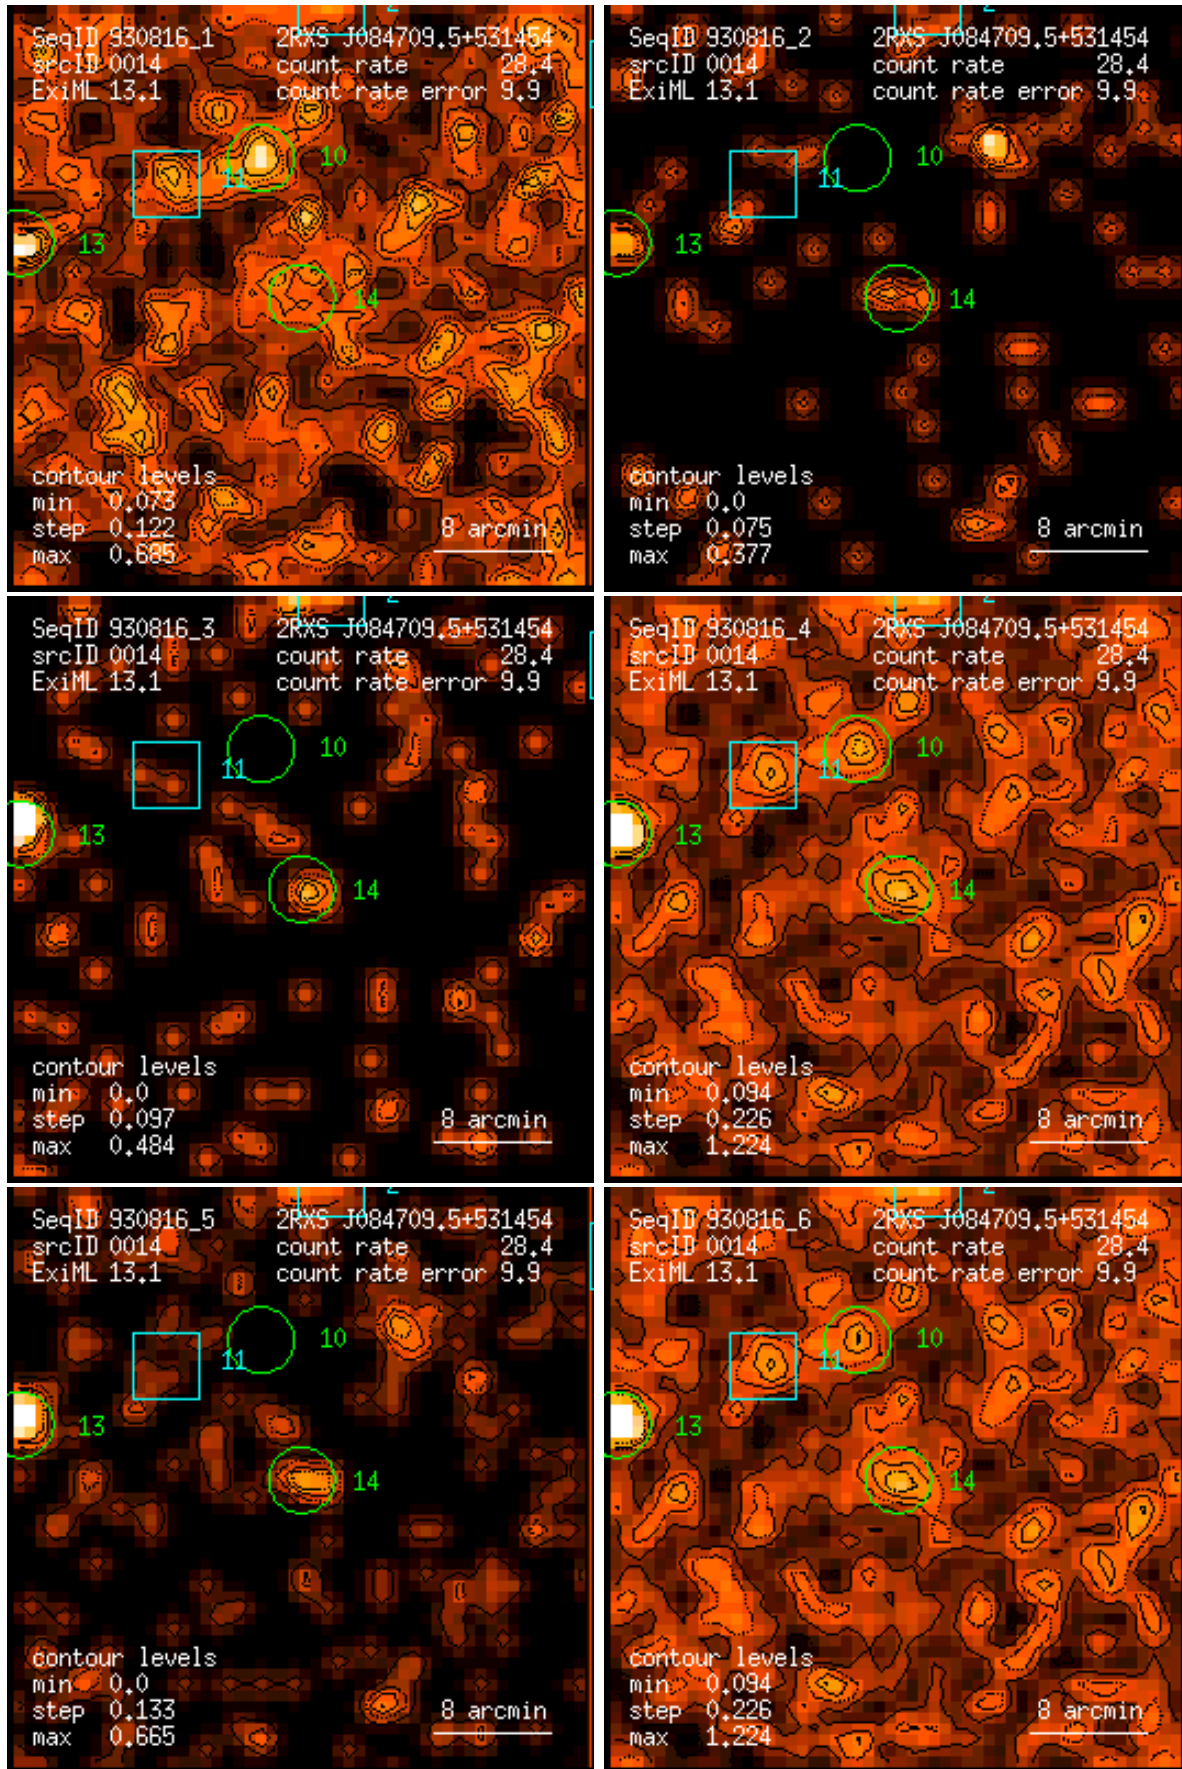 2
SeqID 930816_1 2RXS J084709.5+531454
srcID 0014 count rate 28.4
ExiML 13.1 count rate error 9.9
10
11
13
14
contour levels
min 0.073
step 0.122 8 arcmin
max 0.685
2
SeqID 930816_2 2RXS J084709.5+531454
srcID 0014 count rate 28.4
ExiML 13.1 count rate error 9.9
10
11
13
14
contour levels
min 0.0
step 0.075 8 arcmin
max 0.377
2
SeqID 930816_3 2RXS J084709.5+531454
srcID 0014 count rate 28.4
ExiML 13.1 count rate error 9.9
10
11
13
14
contour levels
min 0.0
step 0.097 8 arcmin
max 0.484
2
SeqID 930816_4 2RXS J084709.5+531454
srcID 0014 count rate 28.4
ExiML 13.1 count rate error 9.9
10
11
13
14
contour levels
min 0.094
step 0.226 8 arcmin
max 1.224
2
SeqID 930816_5 2RXS J084709.5+531454
srcID 0014 count rate 28.4
ExiML 13.1 count rate error 9.9
10
11
13
14
contour levels
min 0.0
step 0.133 8 arcmin
max 0.665
2
SeqID 930816_6 2RXS J084709.5+531454
srcID 0014 count rate 28.4
ExiML 13.1 count rate error 9.9
10
11
13
14
contour levels
min 0.094
step 0.226 8 arcmin
max 1.224